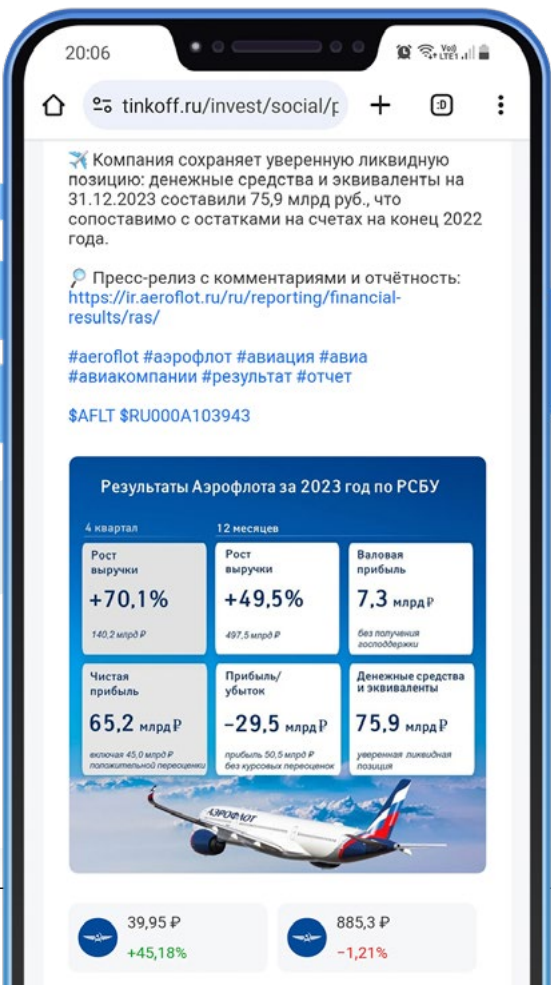 20:06
Vo) LTE1
tinkoff.ru/invest/social/p
:D
Компания сохраняет уверенную ликвидную
позицию: денежные средства и эквиваленты на
31.12.2023 составили 75,9 млрд руб., что
сопоставимо с остатками на счетах на конец 2022
года.
Пресс-релиз с комментариями и отчётность:
https://ir.aeroflot.ru/ru/reporting/financial-
results/ras/
#aeroflot #аэрофлот #авиация #авиа
#авиакомпании #результат #отчет
$AFLT $RU000A103943
Результаты Аэрофлота за 2023 год по РСБУ
4 квартал
12 месяцев
Рост
выручки
+70,1%
140,2 млрд ₽
Рост
выручки
+49,5%
497,5 млрд ₽
Валовая
прибыль
7,3 млрд ₽
без получения
господдержки
Чистая
прибыль
65,2 млрд ₽
включая 45,0 млрд ₽
положительной переоценки
Прибыль/
убыток
–29,5 млрд ₽
прибыль 50,5 млрд ₽
без курсовых переоценок
Денежные средства
и эквиваленты
75,9 млрд ₽
уверенная ликвидная
позиция
АЭРОФЛОТ
39,95 ₽
+45,18%
885,3 ₽
−1,21%